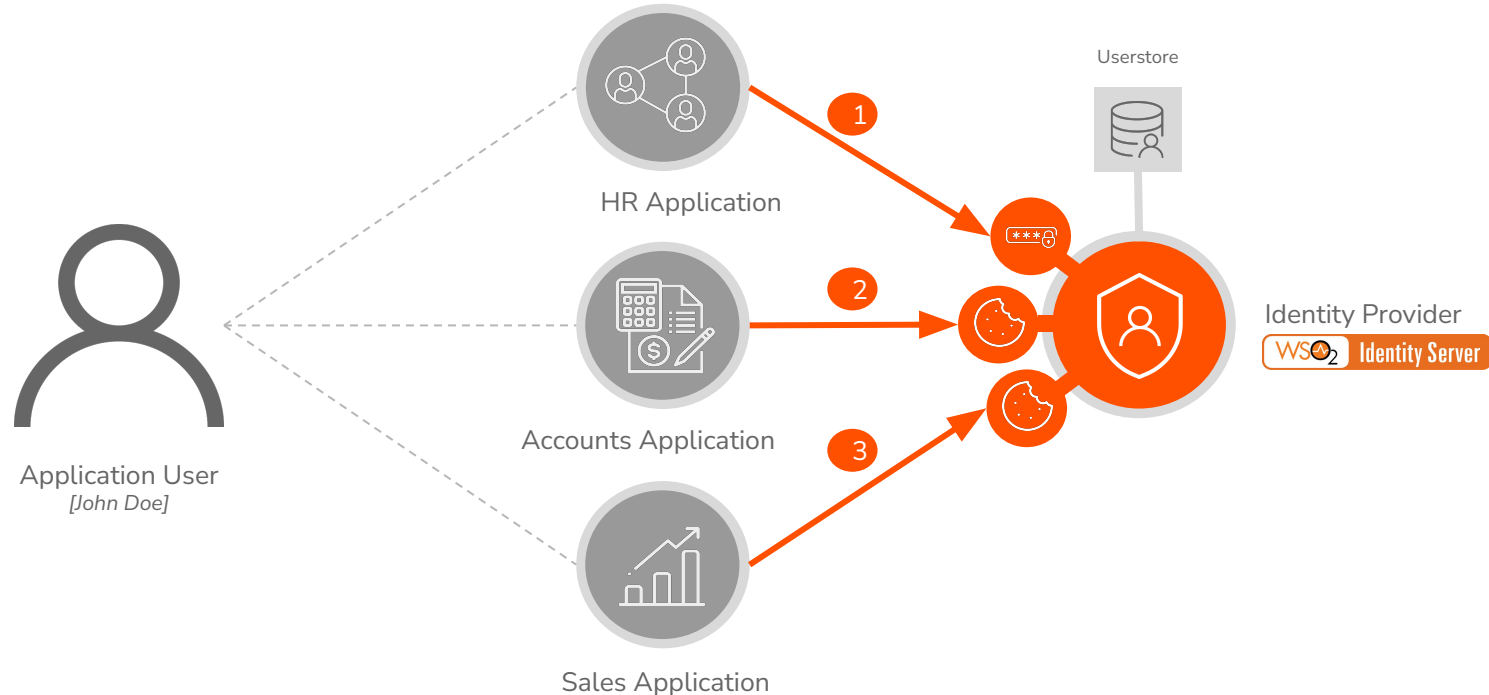 Userstore
1
HR Application
2
Identity Provider
WSO2 Identity Server
Accounts Application
3
Application User
[John Doe]
Sales Application